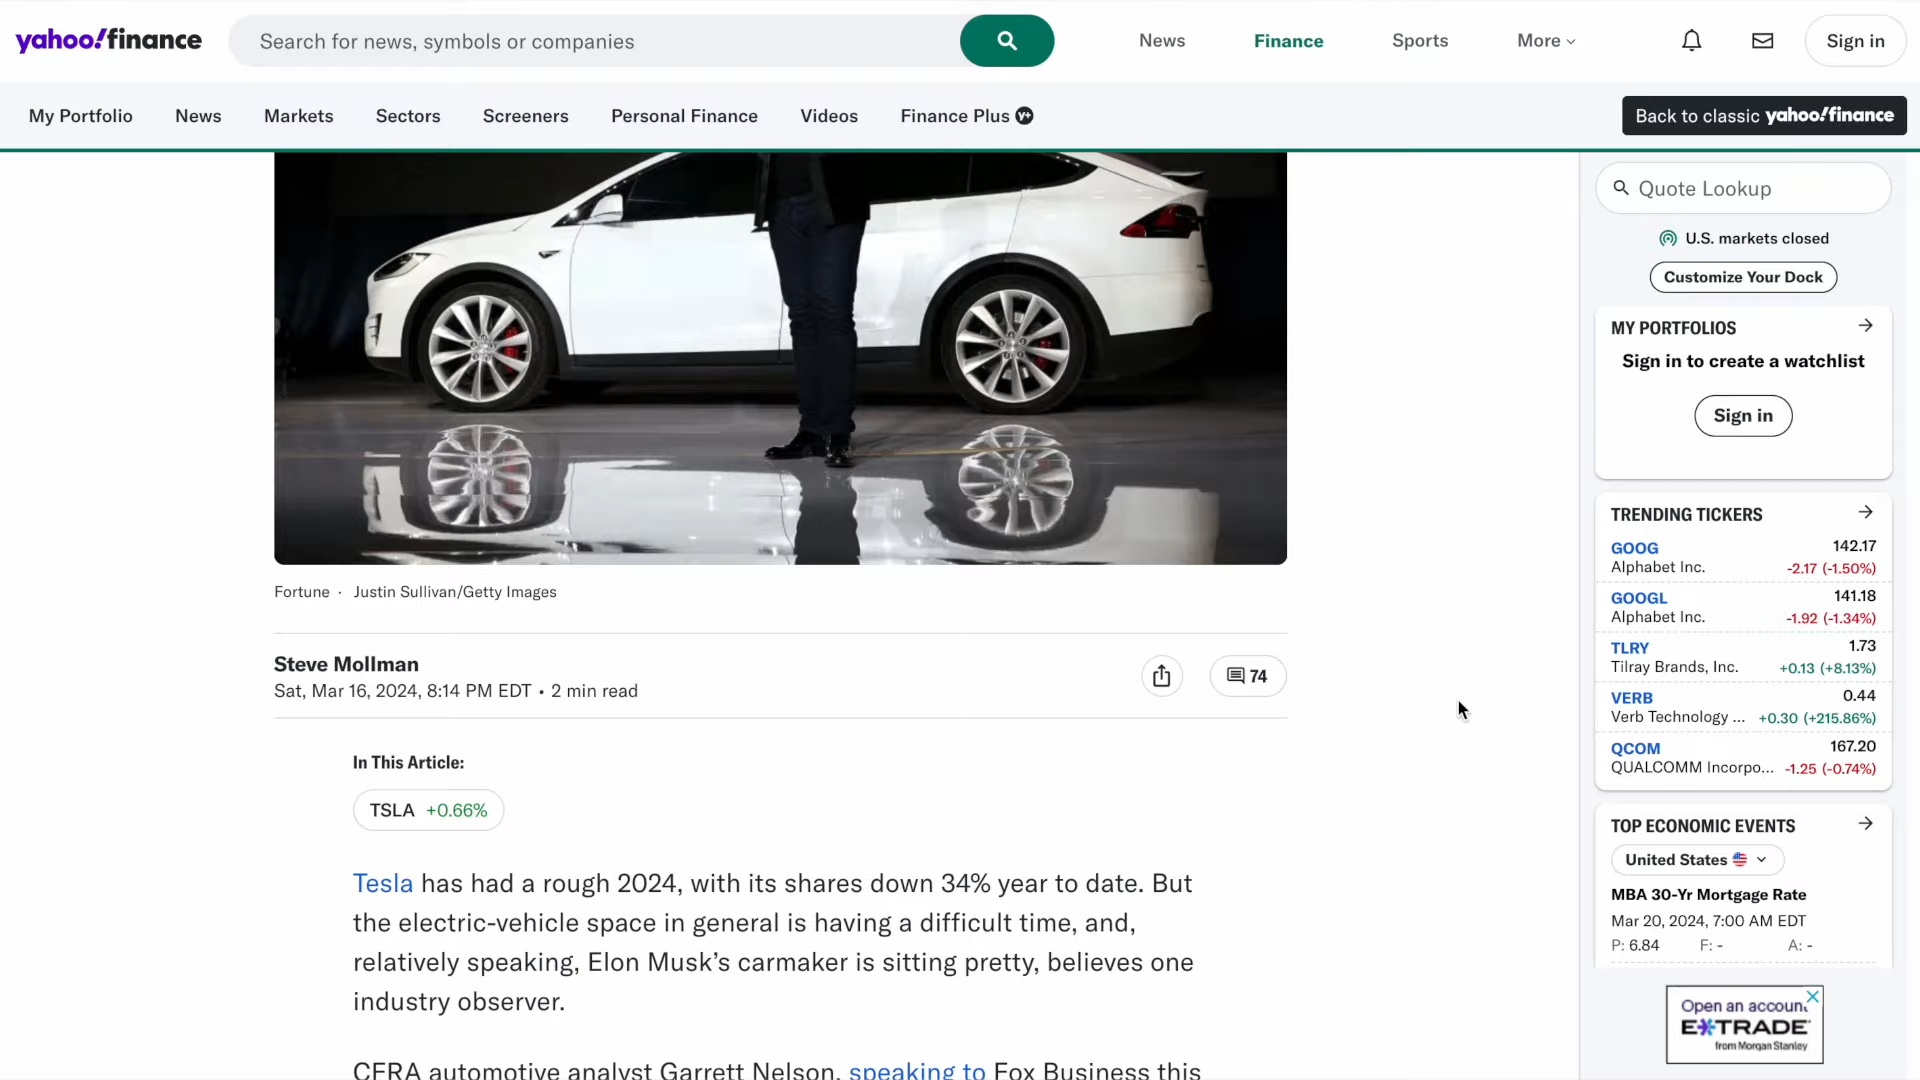 yahoo!finance
Search for news, symbols or companies
News
Finance
Sports
More
Sign in
My Portfolio
News
Markets
Sectors
Screeners
Personal Finance
Videos
Finance Plus y+
Back to classic yahoo!finance
Fortune · Justin Sullivan/Getty Images
Steve Mollman
Sat, Mar 16, 2024, 8:14 PM EDT • 2 min read
74
In This Article:
TSLA +0.66%
Tesla has had a rough 2024, with its shares down 34% year to date. But
the electric-vehicle space in general is having a difficult time, and,
relatively speaking, Elon Musk’s carmaker is sitting pretty, believes one
industry observer.
CFRA automotive analyst Garrett Nelson, speaking to Fox Business this
Quote Lookup
U.S. markets closed
Customize Your Dock
MY PORTFOLIOS
Sign in to create a watchlist
Sign in
TRENDING TICKERS
GOOG 142.17
Alphabet Inc. -2.17 (-1.50%)
GOOGL 141.18
Alphabet Inc. -1.92 (-1.34%)
TLRY 1.73
Tilray Brands, Inc. +0.13 (+8.13%)
VERB 0.44
Verb Technology ... +0.30 (+215.86%)
QCOM 167.20
QUALCOMM Incorpo... -1.25 (-0.74%)
TOP ECONOMIC EVENTS
United States
MBA 30-Yr Mortgage Rate
Mar 20, 2024, 7:00 AM EDT
P: 6.84 F: - A: -
Open an account
E*TRADE
from Morgan Stanley